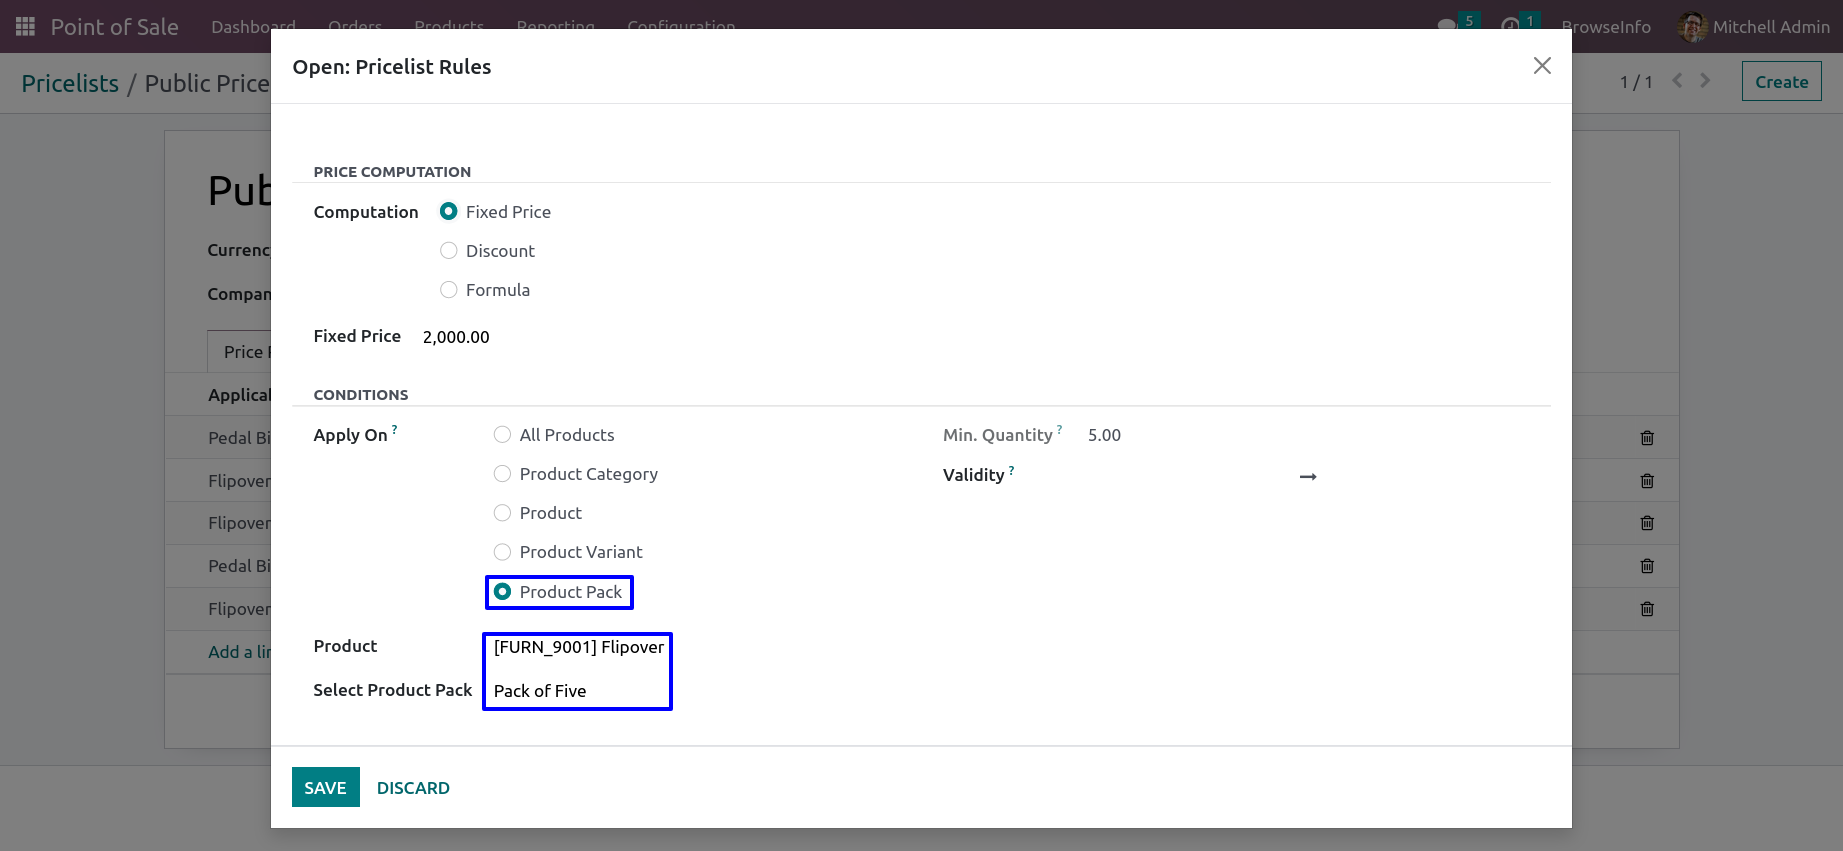 Point of Sale Dashboard Orders Products Reporting Configuration 5 1 BrowseInfo Mitchell Admin
Open: Pricelist Rules
Pricelists / Public Price 1 / 1 Create
PRICE COMPUTATION
Pub
Computation Fixed Price
Discount
Currenc
Formula
Compan
Fixed Price 2,000.00
Price
CONDITIONS
Applical
Apply On ? All Products Min. Quantity ? 5.00
Pedal Bi
Product Category Validity ?
Flipover
Product
Flipover
Product Variant
Pedal Bi
Product Pack
Flipover
Product [FURN_9001] Flipover
Add a lin
Select Product Pack Pack of Five
SAVE DISCARD